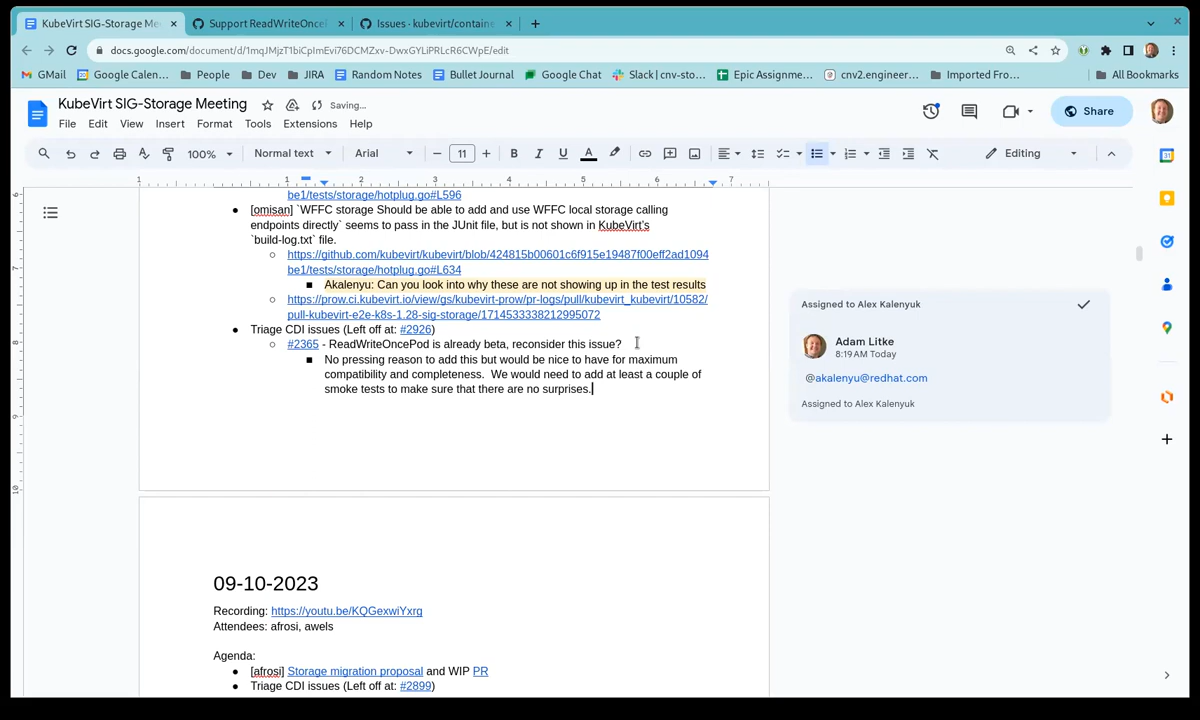 KubeVirt SIG-Storage Me
Support ReadWriteOncePo
Issues · kubevirt/containe
docs.google.com/document/d/1mqJMjzT1biCpImEvi76DCMZxv-DwxGYLiPRLcR6CWpE/edit
GMail
Google Calen...
People
Dev
JIRA
Random Notes
Bullet Journal
Google Chat
Slack | cnv-sto...
Epic Assignme...
cnv2.engineer...
Imported Fro...
All Bookmarks
KubeVirt SIG-Storage Meeting
Saving...
File Edit View Insert Format Tools Extensions Help
Share
100%
Normal text
Arial
11
Editing
1 1 2 3 4 5 6 7
be1/tests/storage/hotplug.go#L596
[omisan] `WFFC storage Should be able to add and use WFFC local storage calling
endpoints directly` seems to pass in the JUnit file, but is not shown in KubeVirt's
`build-log.txt` file.
https://github.com/kubevirt/kubevirt/blob/424815b00601c6f915e19487f00eff2ad1094
be1/tests/storage/hotplug.go#L634
Akalenyu: Can you look into why these are not showing up in the test results
https://prow.ci.kubevirt.io/view/gs/kubevirt-prow/pr-logs/pull/kubevirt_kubevirt/10582/
pull-kubevirt-e2e-k8s-1.28-sig-storage/1714533338212995072
Triage CDI issues (Left off at: #2926)
#2365 - ReadWriteOncePod is already beta, reconsider this issue?
No pressing reason to add this but would be nice to have for maximum
compatibility and completeness. We would need to add at least a couple of
smoke tests to make sure that there are no surprises.
Assigned to Alex Kalenyuk
Adam Litke
8:19 AM Today
@akalenyu@redhat.com
Assigned to Alex Kalenyuk
09-10-2023
Recording: https://youtu.be/KQGexwiYxrg
Attendees: afrosi, awels
Agenda:
[afrosi] Storage migration proposal and WIP PR
Triage CDI issues (Left off at: #2899)